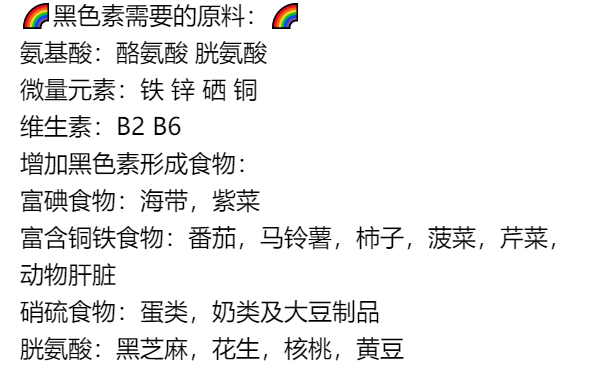 🌈黑色素需要的原料：🌈
氨基酸：酪氨酸 胱氨酸
微量元素：铁 锌 硒 铜
维生素：B2 B6
增加黑色素形成食物：
富碘食物：海带，紫菜
富含铜铁食物：番茄，马铃薯，柿子，菠菜，芹菜，
动物肝脏
硝硫食物：蛋类，奶类及大豆制品
胱氨酸：黑芝麻，花生，核桃，黄豆